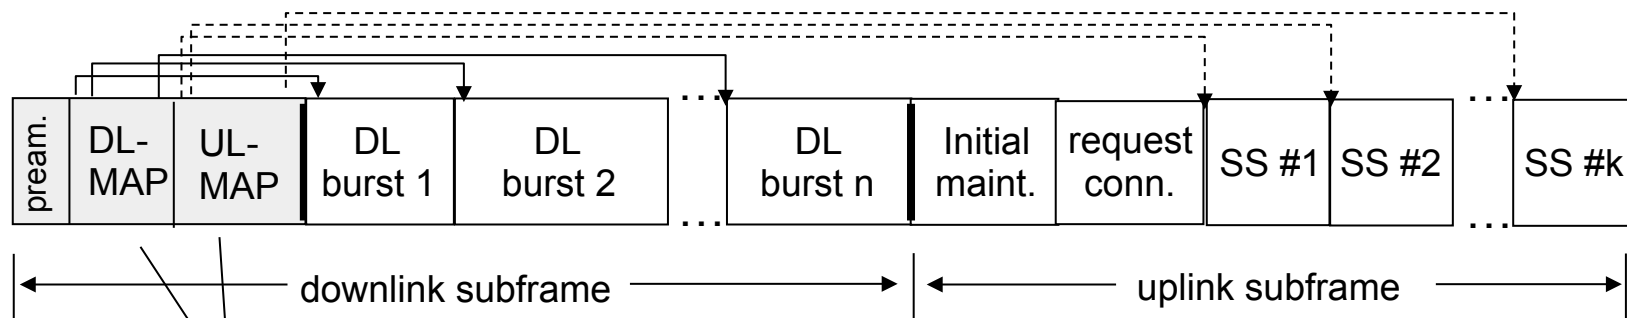 pream.
DL-
MAP
UL-
MAP
DL
burst 1
DL
burst 2
...
...
DL
burst n
Initial
maint.
request
conn.
SS #1
SS #2
...
...
SS #k
downlink subframe
uplink subframe